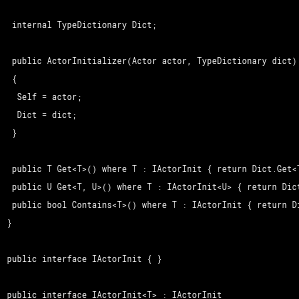 internal TypeDictionary Dict;
public ActorInitializer(Actor actor, TypeDictionary dict)
{
Self = actor;
Dict = dict;
}
public T Get<T>() where T : IActorInit { return Dict.Get<T
public U Get<T, U>() where T : IActorInit<U> { return Dict
public bool Contains<T>() where T : IActorInit { return Di
}
public interface IActorInit { }
public interface IActorInit<T> : IActorInit